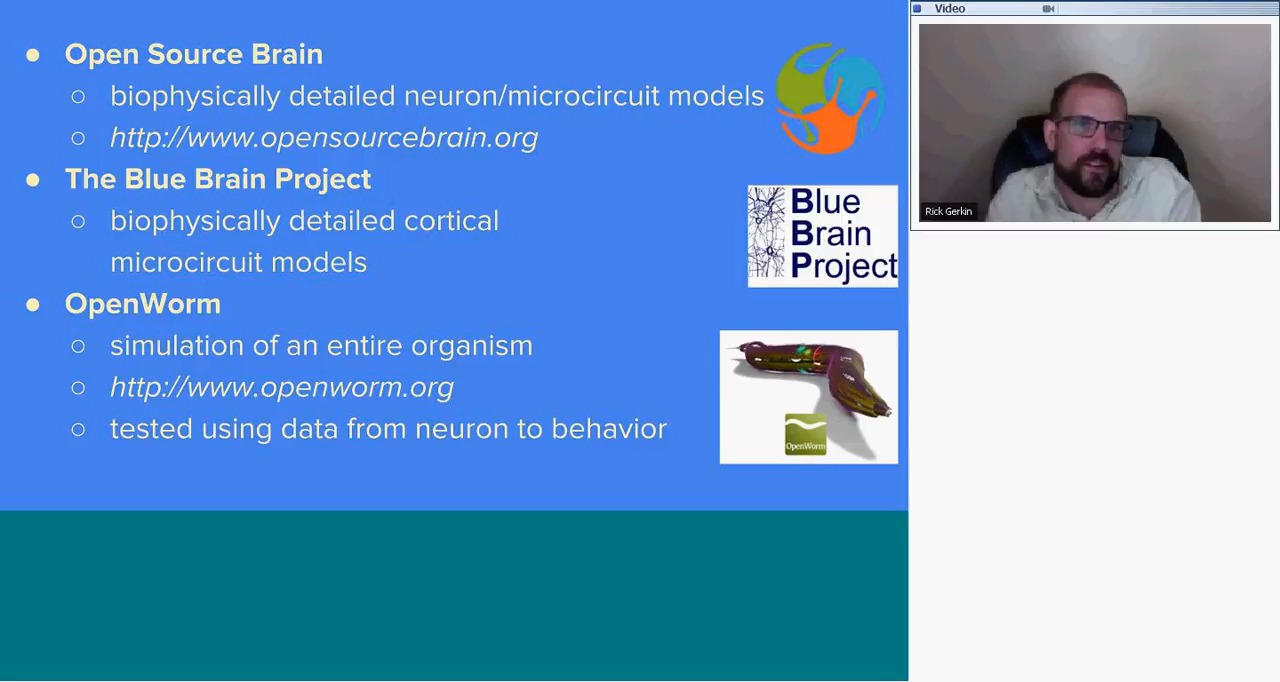 Open Source Brain
biophysically detailed neuron/microcircuit models
http://www.opensourcebrain.org
The Blue Brain Project
biophysically detailed cortical
microcircuit models
OpenWorm
simulation of an entire organism
http://www.openworm.org
tested using data from neuron to behavior
Blue
Brain
Project
OpenWorm
Video
Rick Gerkin